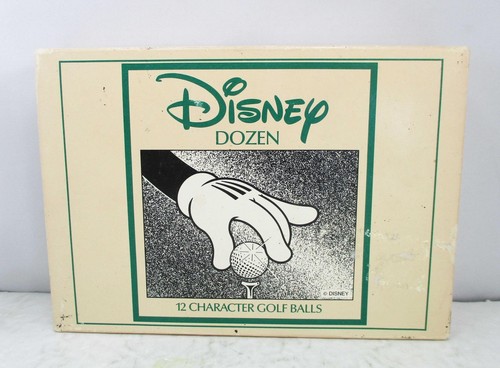 Disney
DOZEN
© DISNEY
12 CHARACTER GOLF BALLS